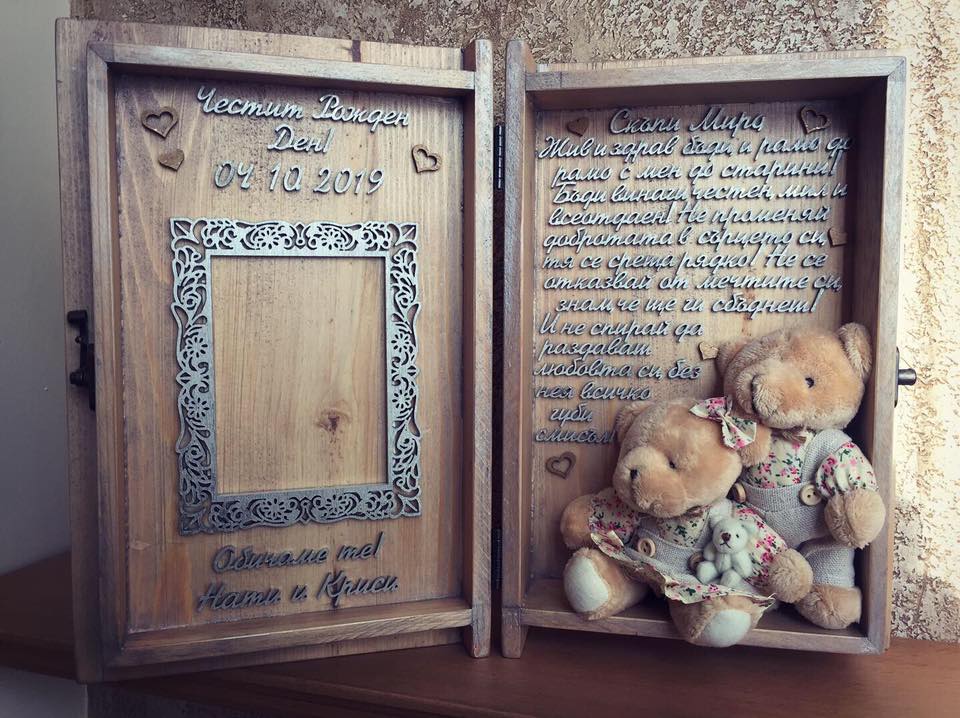 Честит Рожден
Ден!
04 10 2019
Обичаме те!
Нати и Криси
Скъпи Миро,
Жив и здрав бъди и рамо до
рамо с мен до старини!
Бъди винаги честен, мил и
всеотдаен! Не променяй
добротата в сърцето си,
тя се среща рядко! Не се
отказвай от мечтите си,
знам, че ще ги сбъднеш!
И не спирай да
раздаваш
любовта си, без
нея всичко
губи
смисъл!